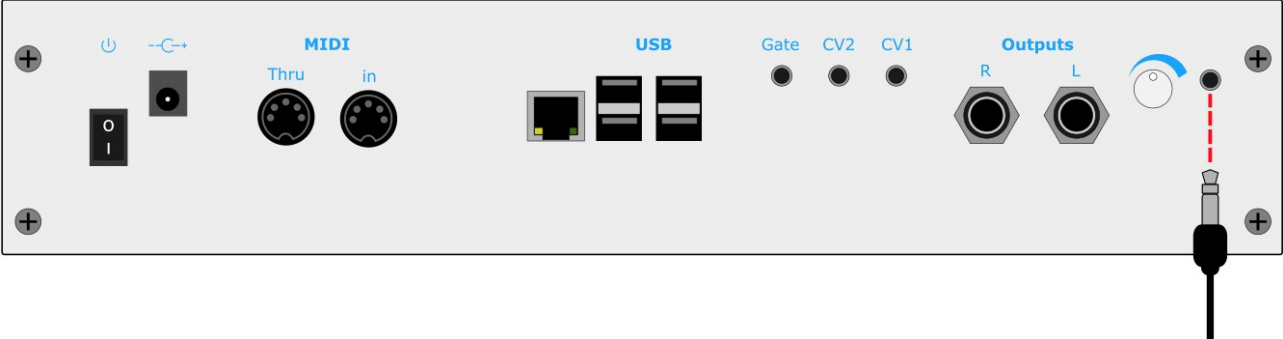 MIDI
Thru
in
USB
Gate
CV2
CV1
Outputs
R
L
O
I